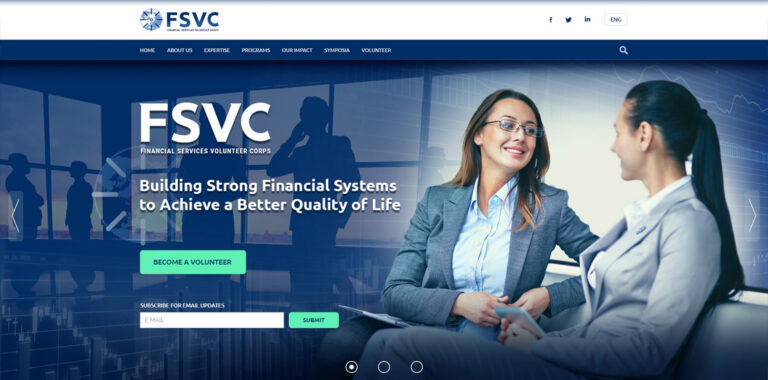 FSVC
FINANCIAL SERVICES VOLUNTEER CORPS
f
in
ENG
HOME ABOUT US EXPERTISE PROGRAMS OUR IMPACT SYMPOSIA VOLUNTEER
FSVC
FINANCIAL SERVICES VOLUNTEER CORPS
Building Strong Financial Systems
to Achieve a Better Quality of Life
BECOME A VOLUNTEER
SUBSCRIBE FOR EMAIL UPDATES
E MAIL
SUBMIT